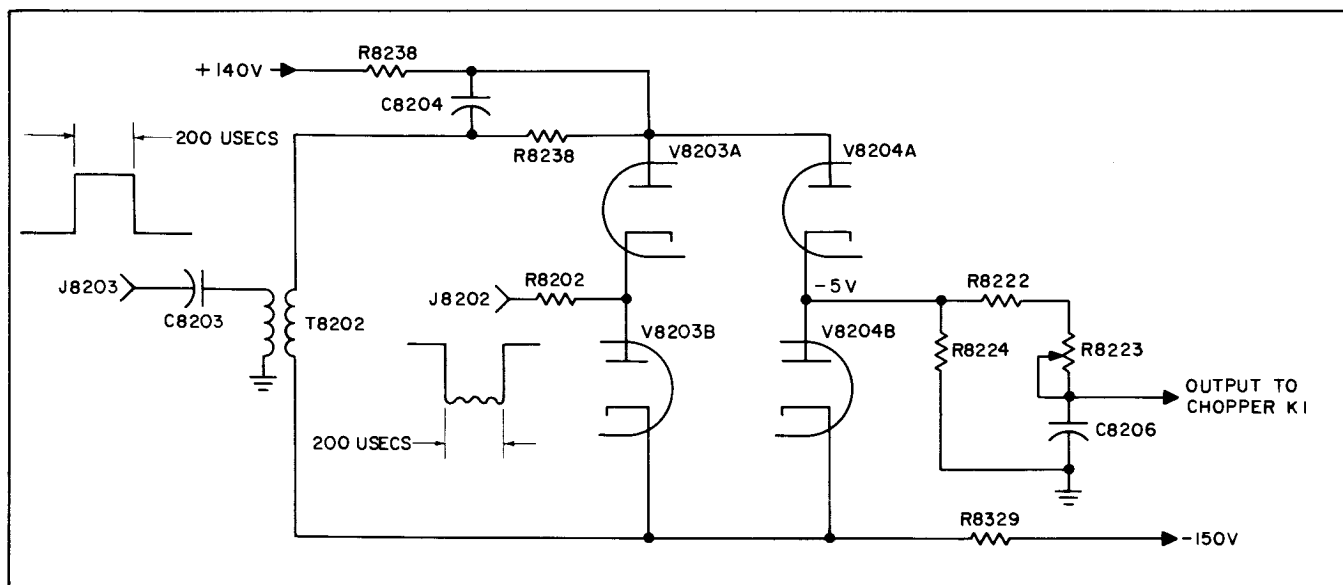 R8238
+140V
C8204
200 USECS
R8238
V8203A
V8204A
J8203
C8203
T8202
J8202
R8202
-5V
R8222
V8203B
V8204B
R8224
R8223
OUTPUT TO
CHOPPER K1
C8206
200 USECS
R8329
-150V